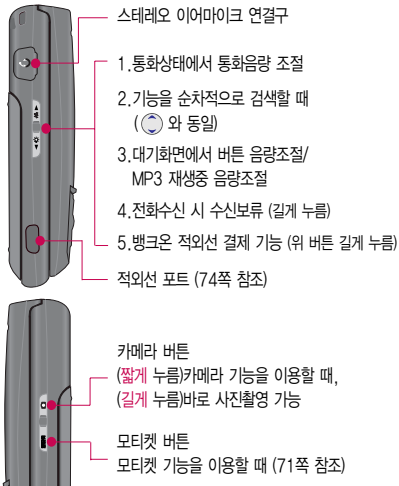 스테레오 이어마이크 연결구
1.통화상태에서 통화음량 조절
2.기능을 순차적으로 검색할 때
( 와 동일)
3.대기화면에서 버튼 음량조절/
MP3 재생중 음량조절
4.전화수신 시 수신보류 (길게 누름)
5.뱅크온 적외선 결제 기능 (위 버튼 길게 누름)
적외선 포트 (74쪽 참조)
카메라 버튼
(짧게 누름)카메라 기능을 이용할 때,
(길게 누름)바로 사진촬영 가능
모티켓 버튼
모티켓 기능을 이용할 때 (71쪽 참조)